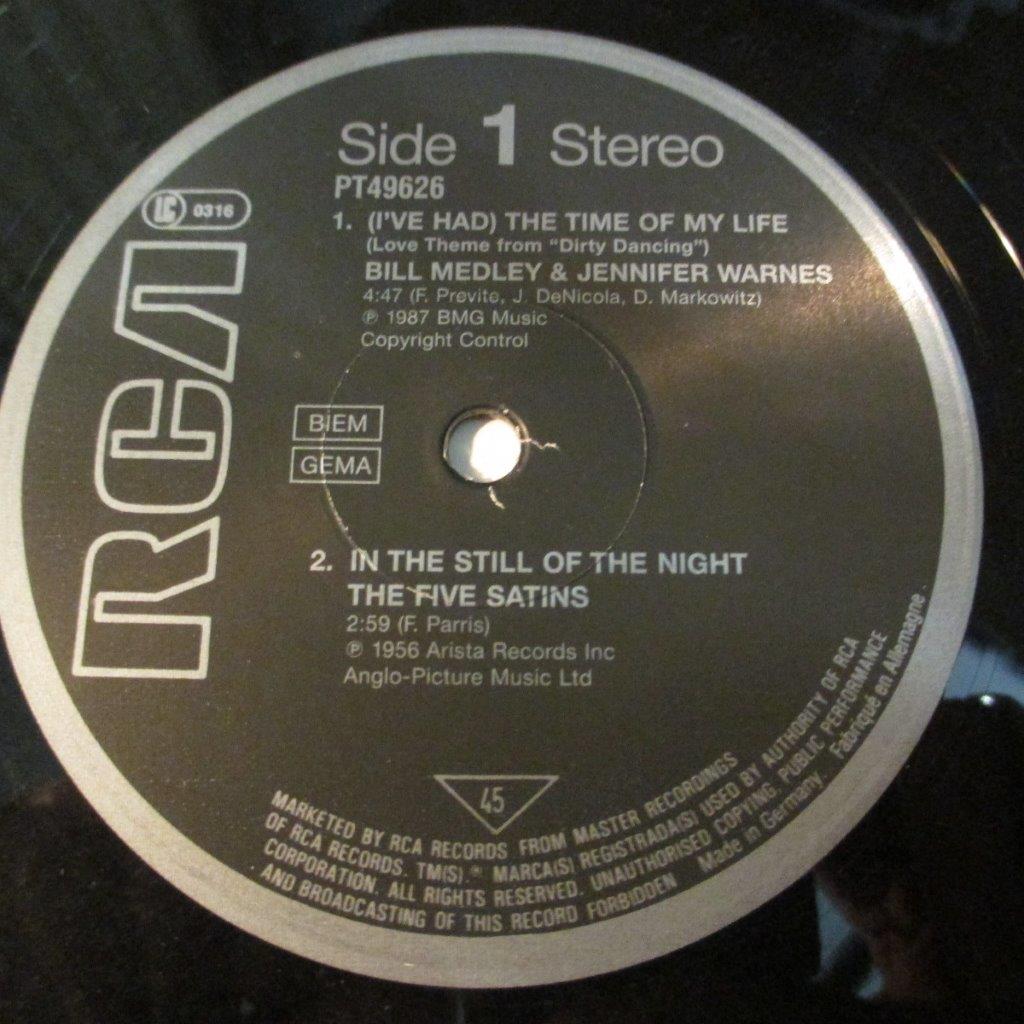 Side 1 Stereo
PT49626
LC 0316
RCA
1. (I'VE HAD) THE TIME OF MY LIFE
(Love Theme from "Dirty Dancing")
BILL MEDLEY & JENNIFER WARNES
4:47 (F. Previte, J. DeNicola, D. Markowitz)
℗ 1987 BMG Music
Copyright Control
BIEM
GEMA
2. IN THE STILL OF THE NIGHT
THE FIVE SATINS
2:59 (F. Parris)
℗ 1956 Arista Records Inc
Anglo-Picture Music Ltd
45
MARKETED BY RCA RECORDS FROM MASTER RECORDINGS
OF RCA RECORDS. TM(S) ® MARCA(S) REGISTRADA(S) USED BY AUTHORITY OF RCA
CORPORATION. ALL RIGHTS RESERVED. UNAUTHORISED COPYING, PUBLIC PERFORMANCE
AND BROADCASTING OF THIS RECORD FORBIDDEN Made in Germany. Fabriqué en Allemagne.